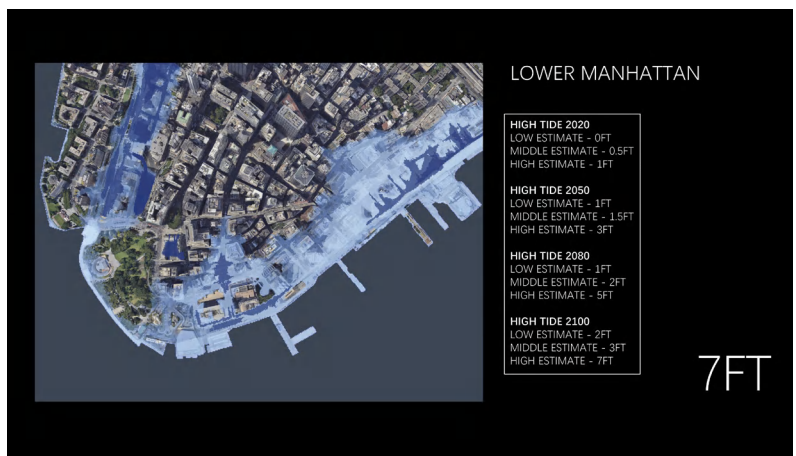 LOWER MANHATTAN
HIGH TIDE 2020
LOW ESTIMATE - 0FT
MIDDLE ESTIMATE - 0.5FT
HIGH ESTIMATE - 1FT
HIGH TIDE 2050
LOW ESTIMATE - 1FT
MIDDLE ESTIMATE - 1.5FT
HIGH ESTIMATE - 3FT
HIGH TIDE 2080
LOW ESTIMATE - 1FT
MIDDLE ESTIMATE - 2FT
HIGH ESTIMATE - 5FT
HIGH TIDE 2100
LOW ESTIMATE - 2FT
MIDDLE ESTIMATE - 3FT
HIGH ESTIMATE - 7FT
7FT